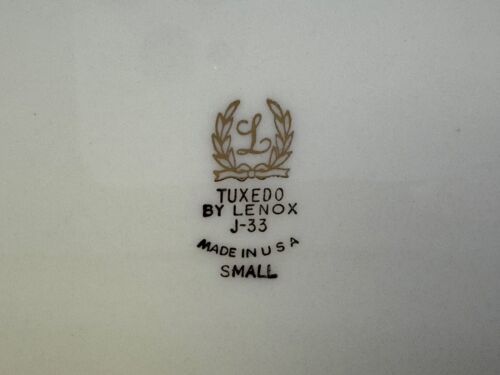 L
TUXEDO
BY LENOX
J-33
MADE IN U S A
SMALL